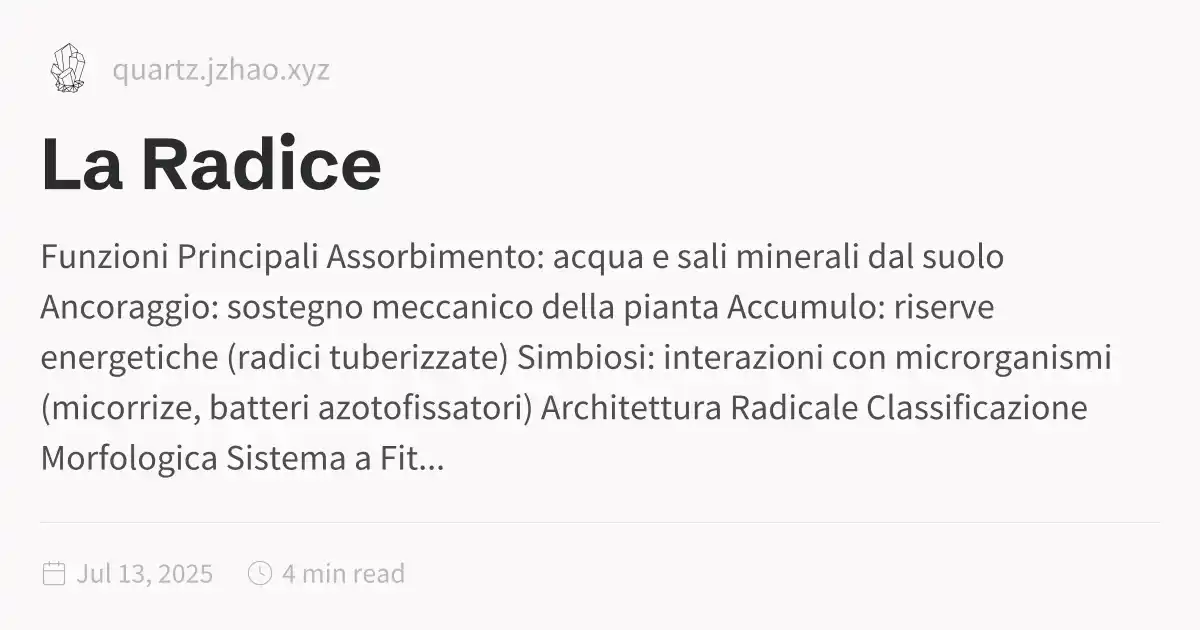 quartz.jzhao.xyz
La Radice
Funzioni Principali Assorbimento: acqua e sali minerali dal suolo
Ancoraggio: sostegno meccanico della pianta Accumulo: riserve
energetiche (radici tuberizzate) Simbiosi: interazioni con microrganismi
(micorrize, batteri azotofissatori) Architettura Radicale Classificazione
Morfologica Sistema a Fit...
Jul 13, 2025 4 min read